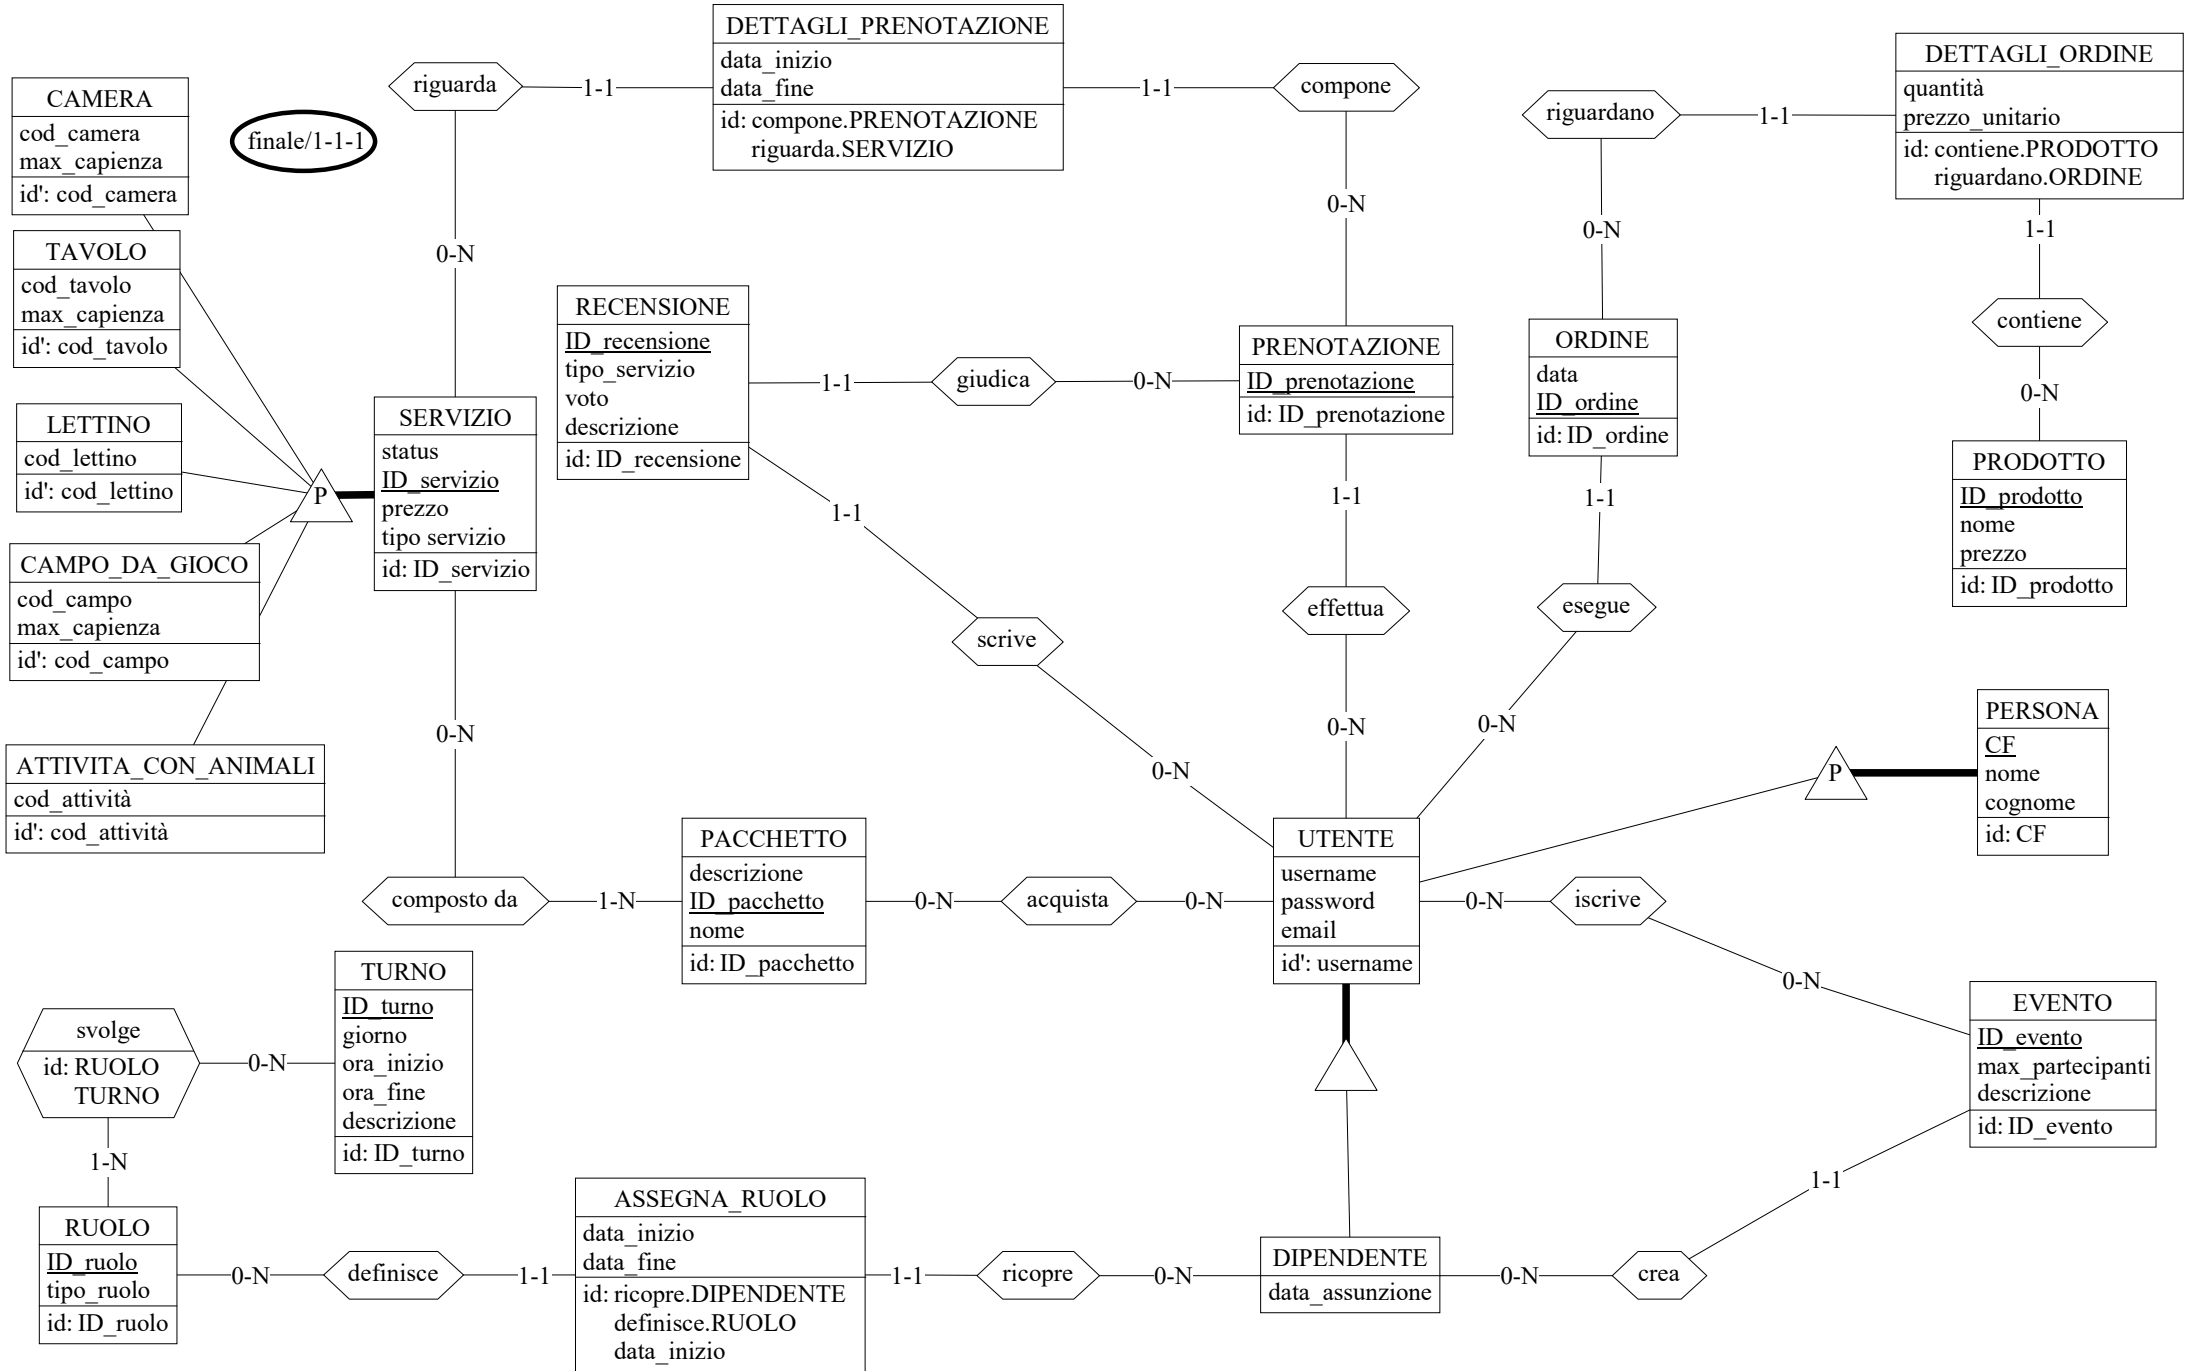 DETTAGLI_PRENOTAZIONE
data_inizio
data_fine
id: compone.PRENOTAZIONE
riguarda.SERVIZIO
riguarda
1-1
1-1
compone
0-N
0-N
DETTAGLI_ORDINE
quantità
prezzo_unitario
id: contiene.PRODOTTO
riguardano.ORDINE
riguardano
1-1
0-N
1-1
contiene
0-N
CAMERA
cod_camera
max_capienza
id': cod_camera
finale/1-1-1
TAVOLO
cod_tavolo
max_capienza
id': cod_tavolo
LETTINO
cod_lettino
id': cod_lettino
CAMPO_DA_GIOCO
cod_campo
max_capienza
id': cod_campo
ATTIVITA_CON_ANIMALI
cod_attività
id': cod_attività
P
SERVIZIO
status
ID_servizio
prezzo
tipo servizio
id: ID_servizio
0-N
RECENSIONE
ID_recensione
tipo_servizio
voto
descrizione
id: ID_recensione
1-1
giudica
0-N
1-1
scrive
0-N
PRENOTAZIONE
ID_prenotazione
id: ID_prenotazione
1-1
effettua
0-N
ORDINE
data
ID_ordine
id: ID_ordine
1-1
esegue
0-N
PRODOTTO
ID_prodotto
nome
prezzo
id: ID_prodotto
PERSONA
CF
nome
cognome
id: CF
P
composto da
1-N
PACCHETTO
descrizione
ID_pacchetto
nome
id: ID_pacchetto
0-N
acquista
0-N
UTENTE
username
password
email
id': username
0-N
iscrive
0-N
EVENTO
ID_evento
max_partecipanti
descrizione
id: ID_evento
TURNO
ID_turno
giorno
ora_inizio
ora_fine
descrizione
id: ID_turno
svolge
id: RUOLO
TURNO
0-N
1-N
RUOLO
ID_ruolo
tipo_ruolo
id: ID_ruolo
0-N
definisce
1-1
ASSEGNA_RUOLO
data_inizio
data_fine
id: ricopre.DIPENDENTE
definisce.RUOLO
data_inizio
1-1
ricopre
0-N
DIPENDENTE
data_assunzione
0-N
crea
1-1